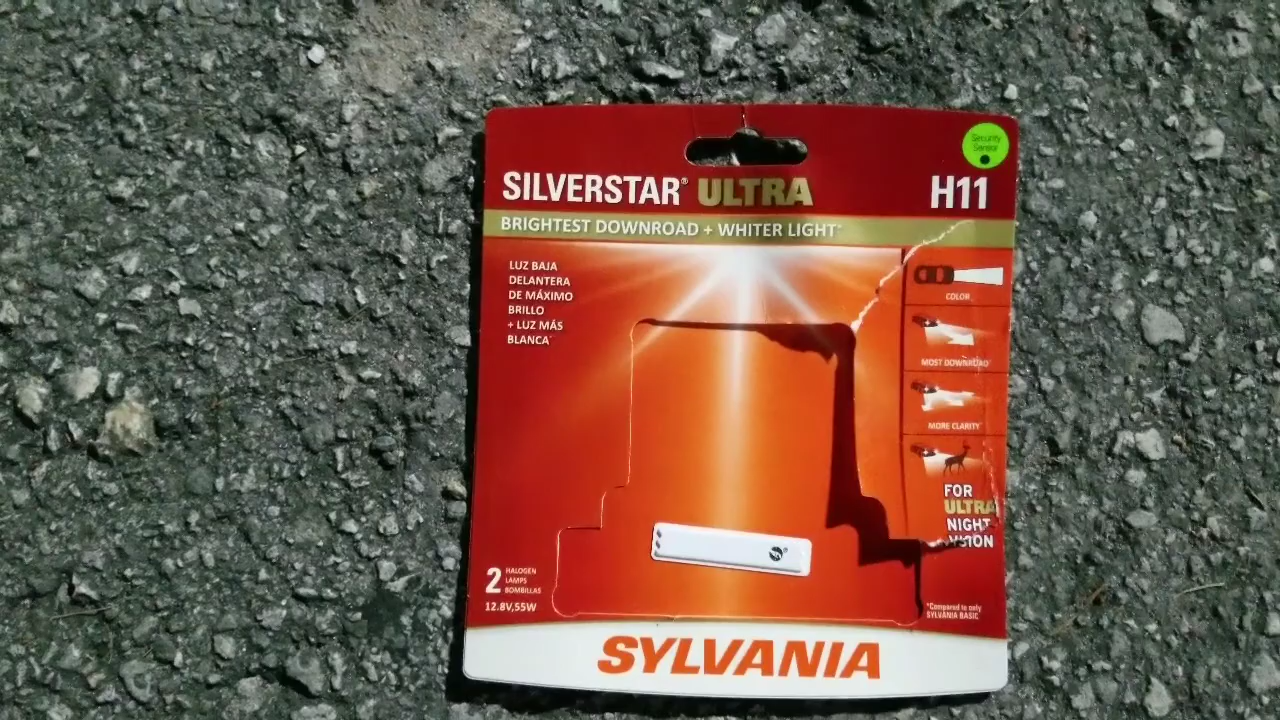 Security
Sensor
SILVERSTAR® ULTRA
H11
BRIGHTEST DOWNROAD + WHITER LIGHT*
LUZ BAJA
DELANTERA
DE MÁXIMO
BRILLO
+ LUZ MÁS
BLANCA*
COLOR
MOST DOWNROAD*
MORE CLARITY*
FOR
ULTRA
NIGHT
VISION
2 HALOGEN
LAMPS
BOMBILLAS
12.8V,55W
*Compared to only
SYLVANIA BASIC
SYLVANIA